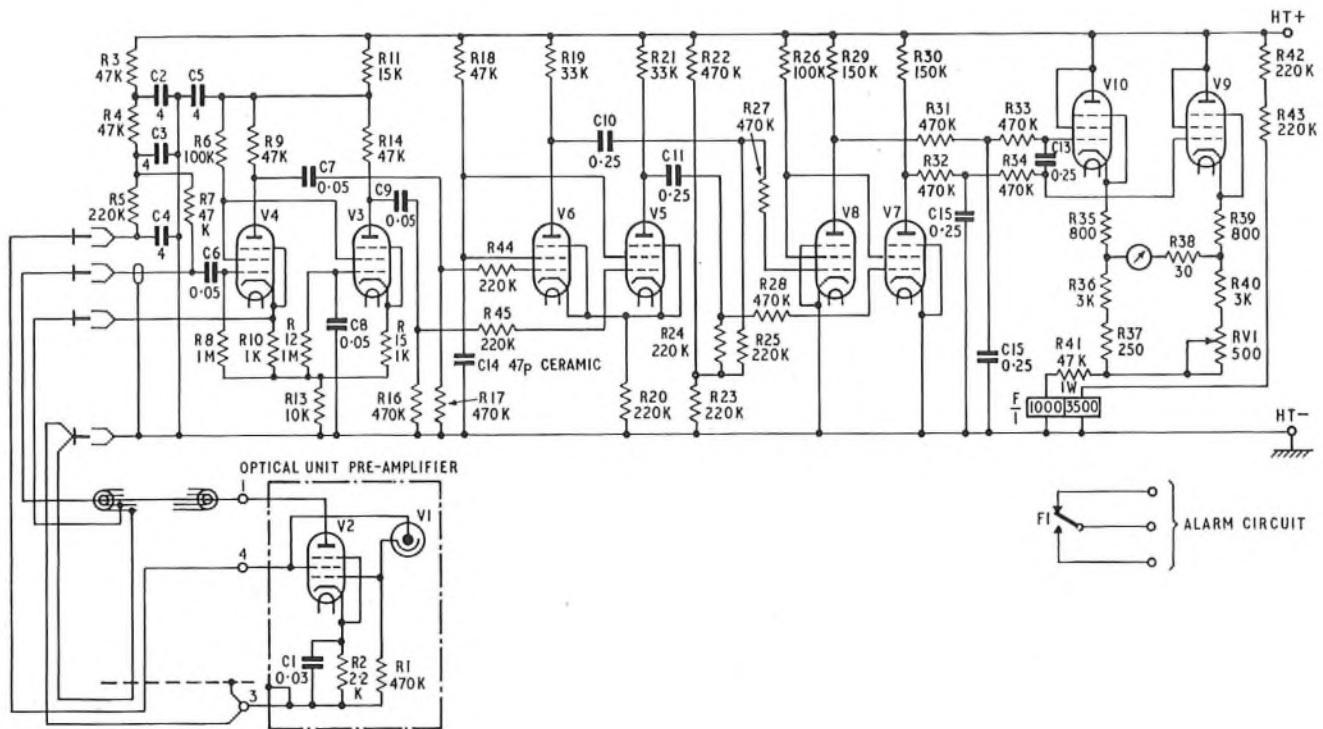 HT+
R3
47K
C2
4
C5
4
R11
15K
R18
47K
R19
33K
R21
33K
R22
470K
R26
100K
R29
150K
R30
150K
R42
220K
R43
220K
V10
V9
R4
47K
C3
4
R6
100K
R9
47K
R14
47K
R27
470K
R31
470K
R33
470K
C10
0·25
C13
0·25
R5
220K
R7
47
K
C7
0·05
C9
0·05
C11
0·25
R32
470K
R34
470K
C4
4
V4
V3
V6
V5
V8
V7
C15
0·25
R35
800
R39
800
C6
0·05
R44
220K
R38
30
R28
470K
R36
3K
R40
3K
R8
1M
R10
1K
R
12
1M
C8
0·05
R
15
1K
R45
220K
R24
220K
R25
220K
C15
0·25
R37
250
RV1
500
R41
47K
1W
C14 47p CERAMIC
R13
10K
R16
470K
R17
470K
R20
220K
R23
220K
F
1
1000
3500
HT-
OPTICAL UNIT PRE-AMPLIFIER
1
V2
V1
4
F1
ALARM CIRCUIT
C1
0·03
R2
2·2
K
R1
470K
3